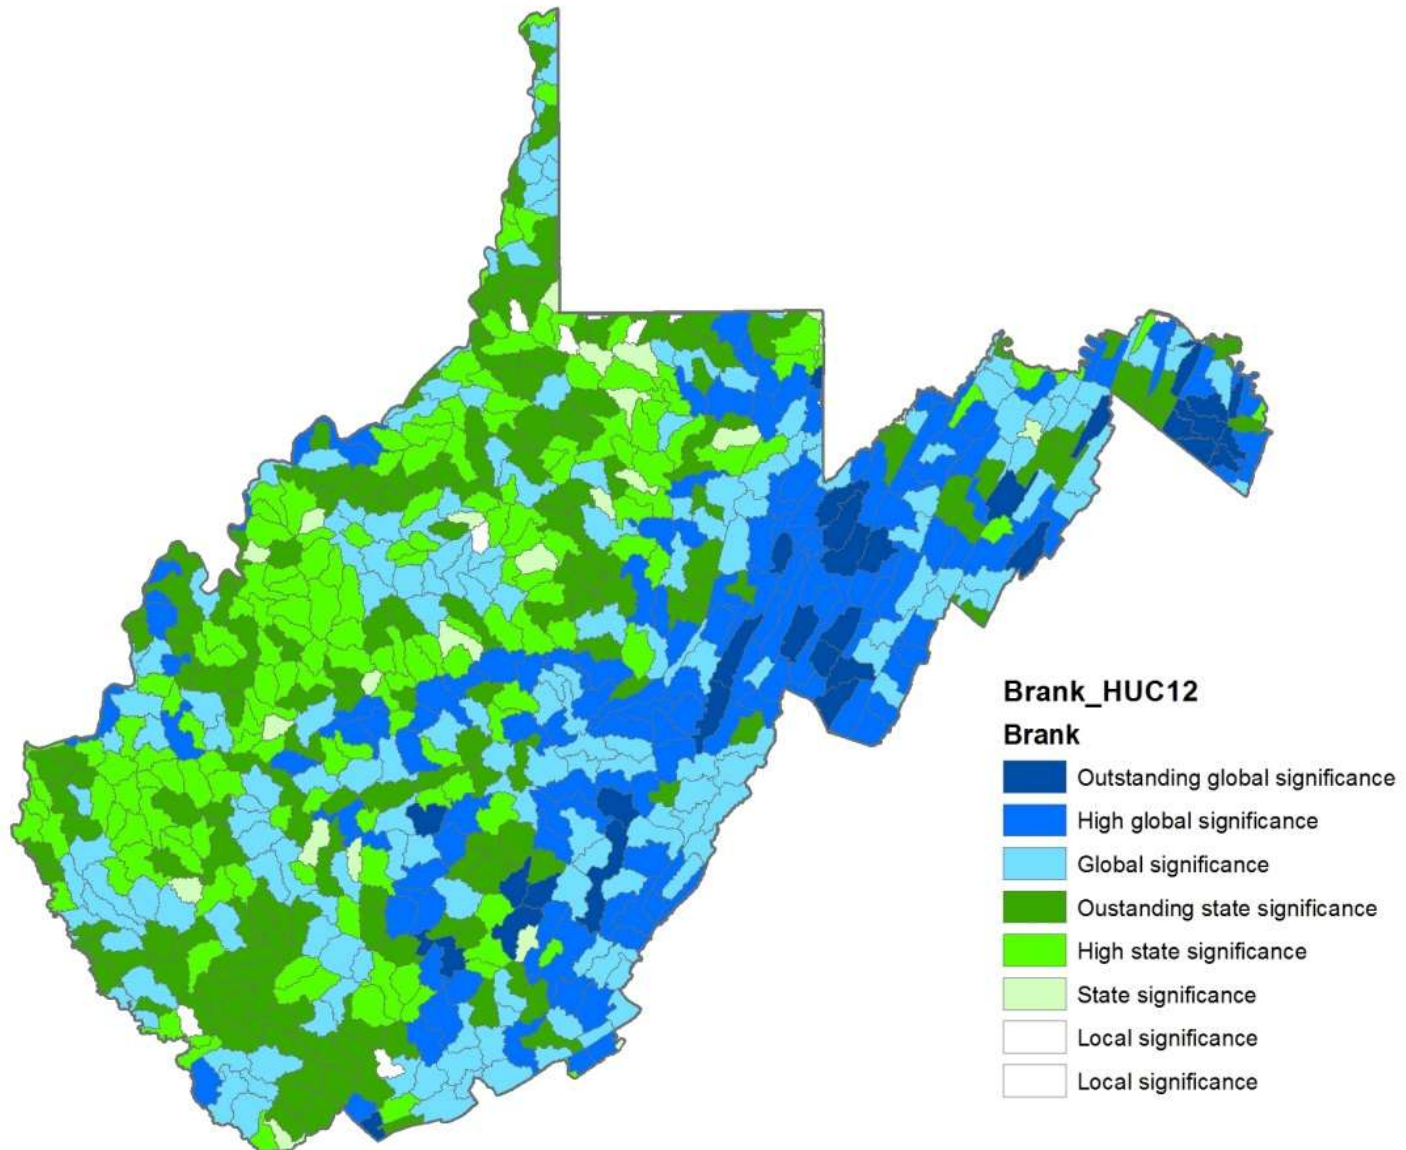 Brank_HUC12
Brank
Outstanding global significance
High global significance
Global significance
Oustanding state significance
High state significance
State significance
Local significance
Local significance